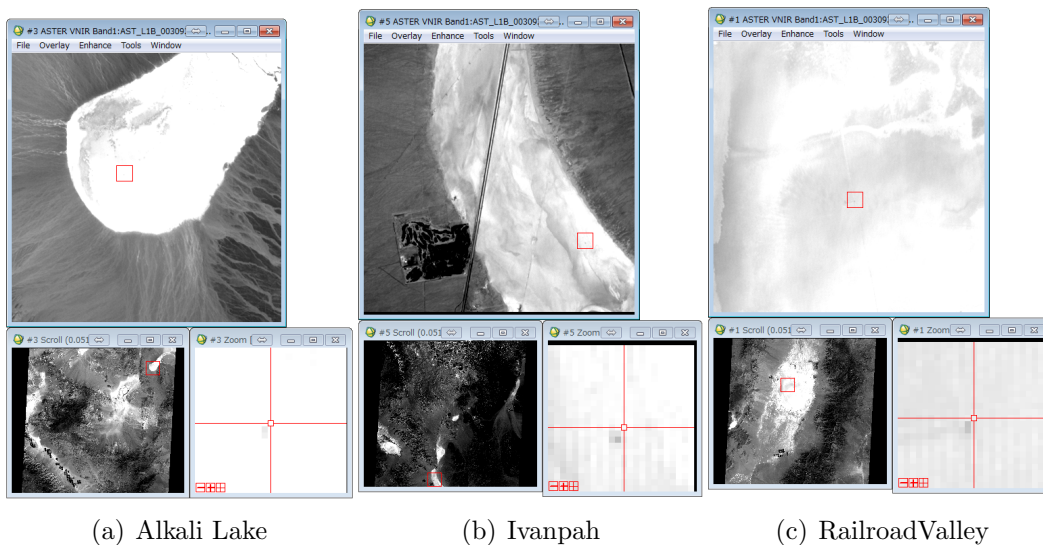 #3 ASTER VNIR Band1:AST_L1B_00309...
File Overlay Enhance Tools Window
#3 Scroll (0.051
#3 Zoom [
(a) Alkali Lake
#5 ASTER VNIR Band1:AST_L1B_00309...
File Overlay Enhance Tools Window
#5 Scroll (0.051
#5 Zoom
(b) Ivanpah
#1 ASTER VNIR Band1:AST_L1B_00309...
File Overlay Enhance Tools Window
#1 Scroll (0.051
#1 Zoom
(c) RailroadValley